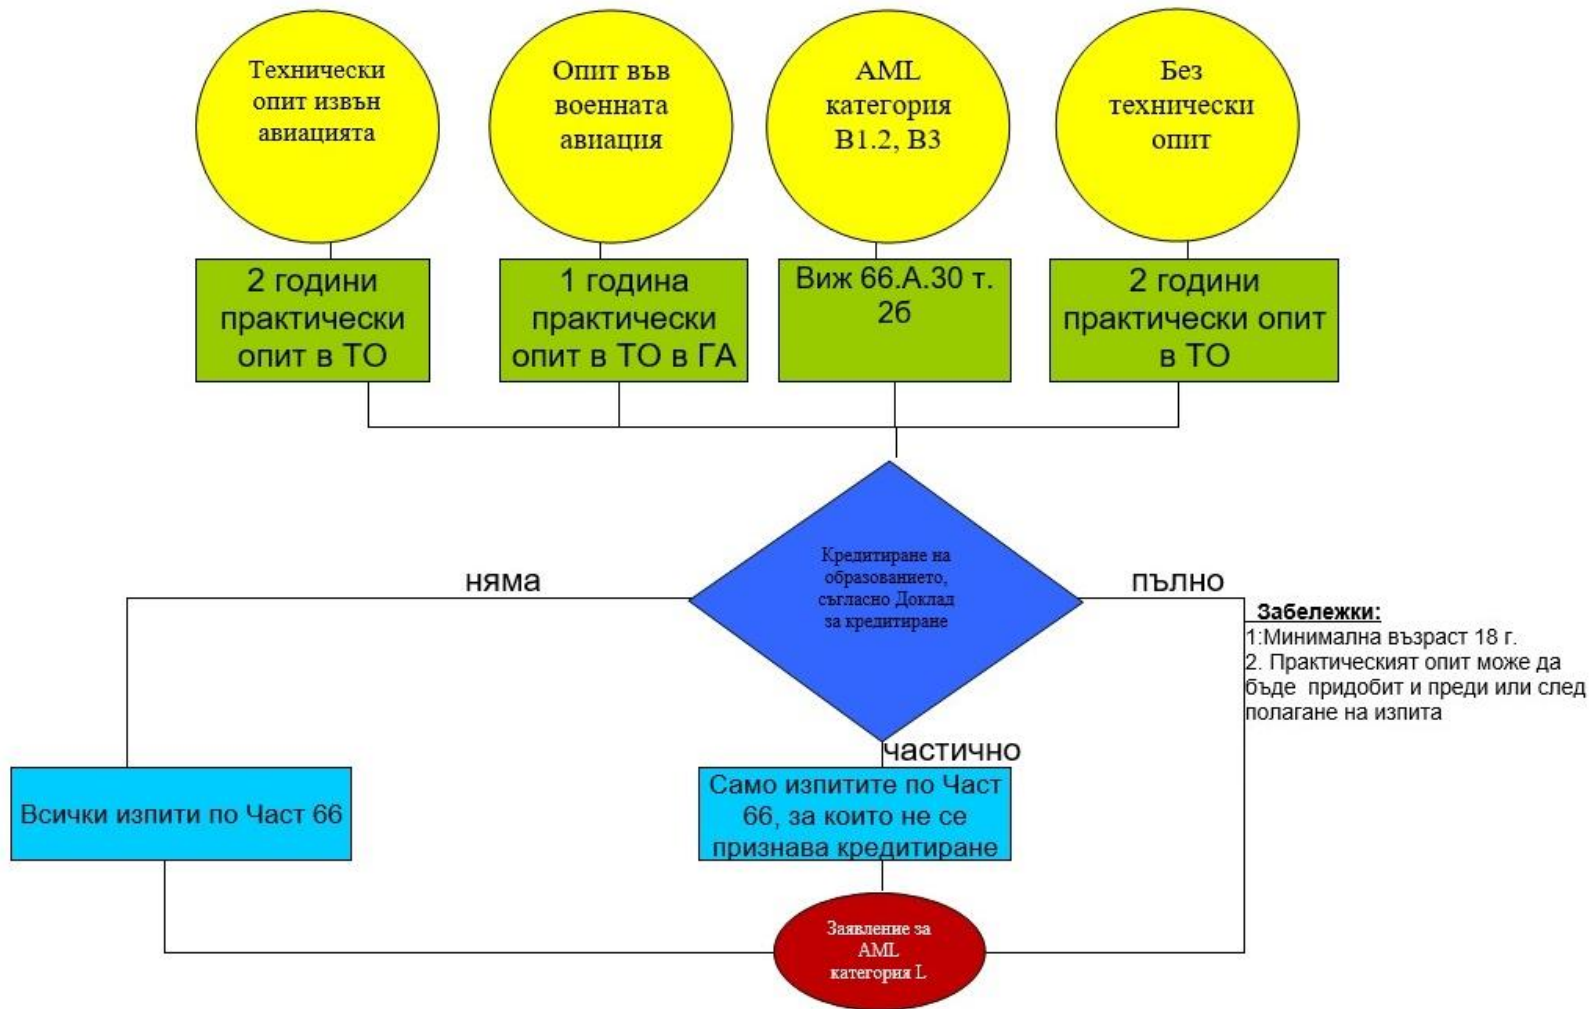 Технически
опит извън
авиацията
Опит във
военната
авиация
AML
категория
B1.2, B3
Без
технически
опит
2 години
практически
опит в ТО
1 година
практически
опит в ТО в ГА
Виж 66.А.30 т.
2б
2 години
практически опит
в ТО
Кредитиране на
образованието,
съгласно Доклад
за кредитиране
няма
пълно
частично
Забележки:
1:Минимална възраст 18 г.
2. Практическият опит може да
бъде придобит и преди или след
полагане на изпита
Всички изпити по Част 66
Само изпитите по Част
66, за които не се
признава кредитиране
Заявление за
AML
категория L